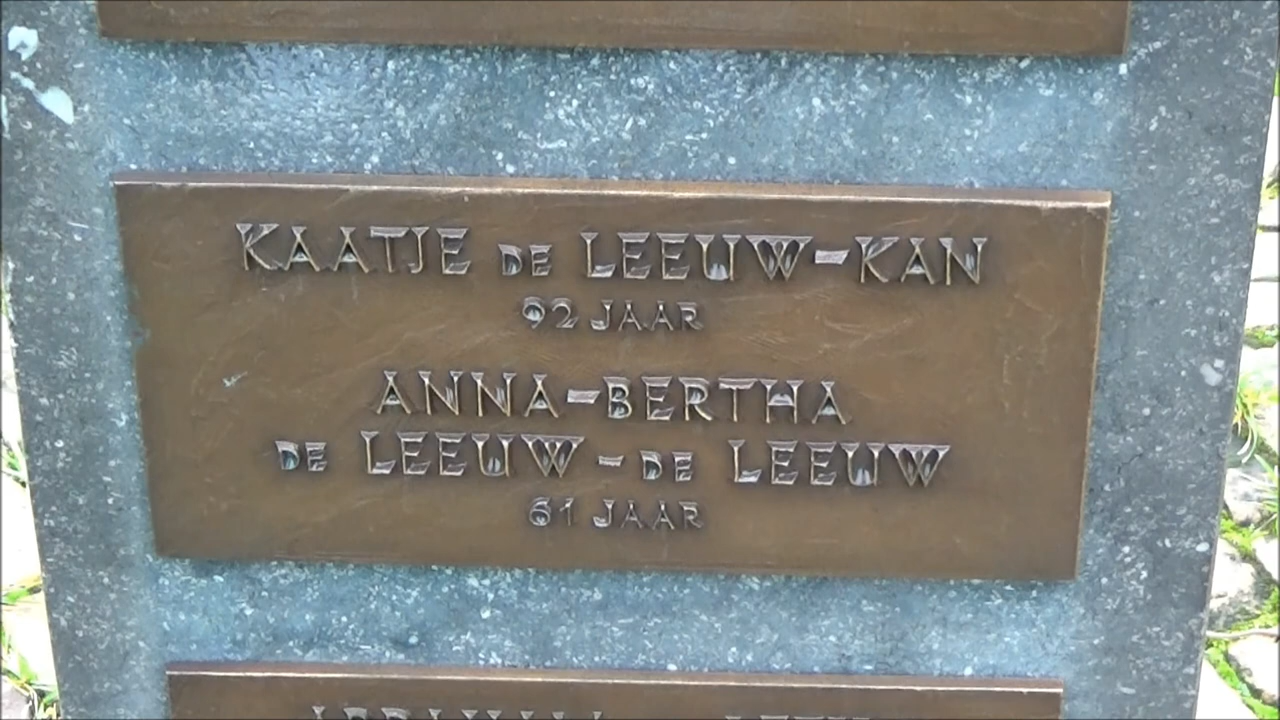 KAATJE DE LEEUW-KAN
92 JAAR
ANNA-BERTHA
DE LEEUW-DE LEEUW
61 JAAR